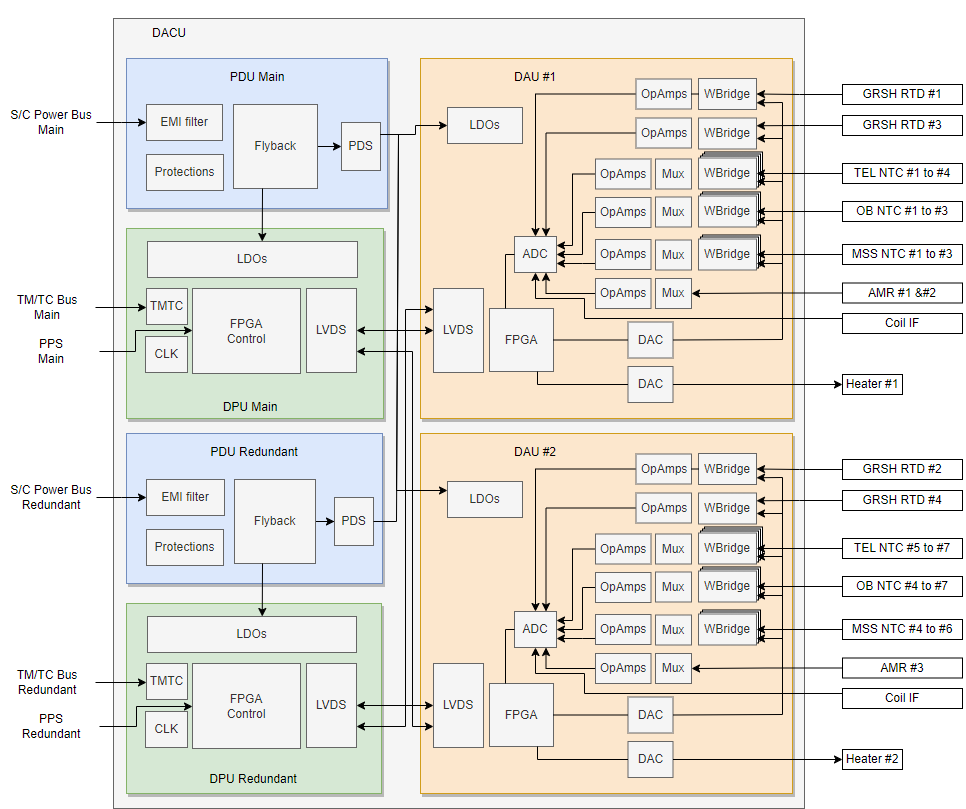 DACU
PDU Main
S/C Power Bus
Main
EMI filter
Protections
Flyback
PDS
LDOs
TM/TC Bus
Main
PPS
Main
TMTC
CLK
FPGA
Control
LVDS
DPU Main
PDU Redundant
S/C Power Bus
Redundant
EMI filter
Protections
Flyback
PDS
LDOs
TM/TC Bus
Redundant
PPS
Redundant
TMTC
CLK
FPGA
Control
LVDS
DPU Redundant
DAU #1
LDOs
OpAmps
WBridge
GRSH RTD #1
OpAmps
WBridge
GRSH RTD #3
OpAmps
Mux
WBridge
TEL NTC #1 to #4
OpAmps
Mux
WBridge
OB NTC #1 to #3
ADC
OpAmps
Mux
WBridge
MSS NTC #1 to #3
OpAmps
Mux
AMR #1 &#2
Coil IF
LVDS
FPGA
DAC
DAC
Heater #1
DAU #2
LDOs
OpAmps
WBridge
GRSH RTD #2
OpAmps
WBridge
GRSH RTD #4
OpAmps
Mux
WBridge
TEL NTC #5 to #7
OpAmps
Mux
WBridge
OB NTC #4 to #7
ADC
OpAmps
Mux
WBridge
MSS NTC #4 to #6
OpAmps
Mux
AMR #3
Coil IF
LVDS
FPGA
DAC
DAC
Heater #2